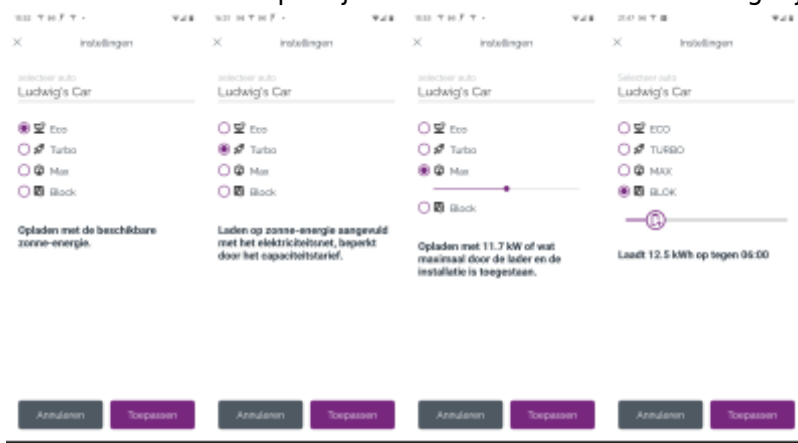 instellingen
selecteer auto
Ludwig's Car
Eco
Turbo
Max
Block
Opladen met de beschikbare
zonne-energie.
Annuleren
Toepassen
instellingen
selecteer auto
Ludwig's Car
Eco
Turbo
Max
Block
Laden op zonne-energie aangevuld
met het elektriciteitsnet, beperkt
door het capaciteitstarief.
Annuleren
Toepassen
instellingen
selecteer auto
Ludwig's Car
Eco
Turbo
Max
Block
Opladen met 11.7 kW of wat
maximaal door de lader en de
installatie is toegestaan.
Annuleren
Toepassen
Instellingen
Selecteer auto
Ludwig's Car
ECO
TURBO
MAX
BLOK
Laadt 12.5 kWh op tegen 06:00
Annuleren
Toepassen